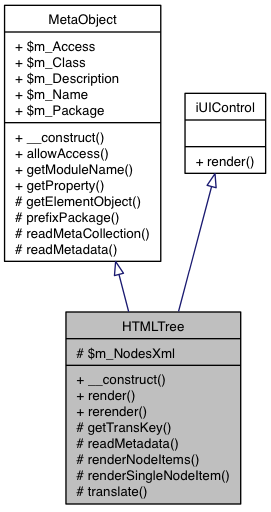 MetaObject
+ $m_Access
+ $m_Class
+ $m_Description
+ $m_Name
+ $m_Package
+ __construct()
+ allowAccess()
+ getModuleName()
+ getProperty()
# getElementObject()
# prefixPackage()
# readMetaCollection()
# readMetadata()
iUIControl
+ render()
HTMLTree
# $m_NodesXml
+ __construct()
+ render()
+ rerender()
# getTransKey()
# readMetadata()
# renderNodeItems()
# renderSingleNodeItem()
# translate()